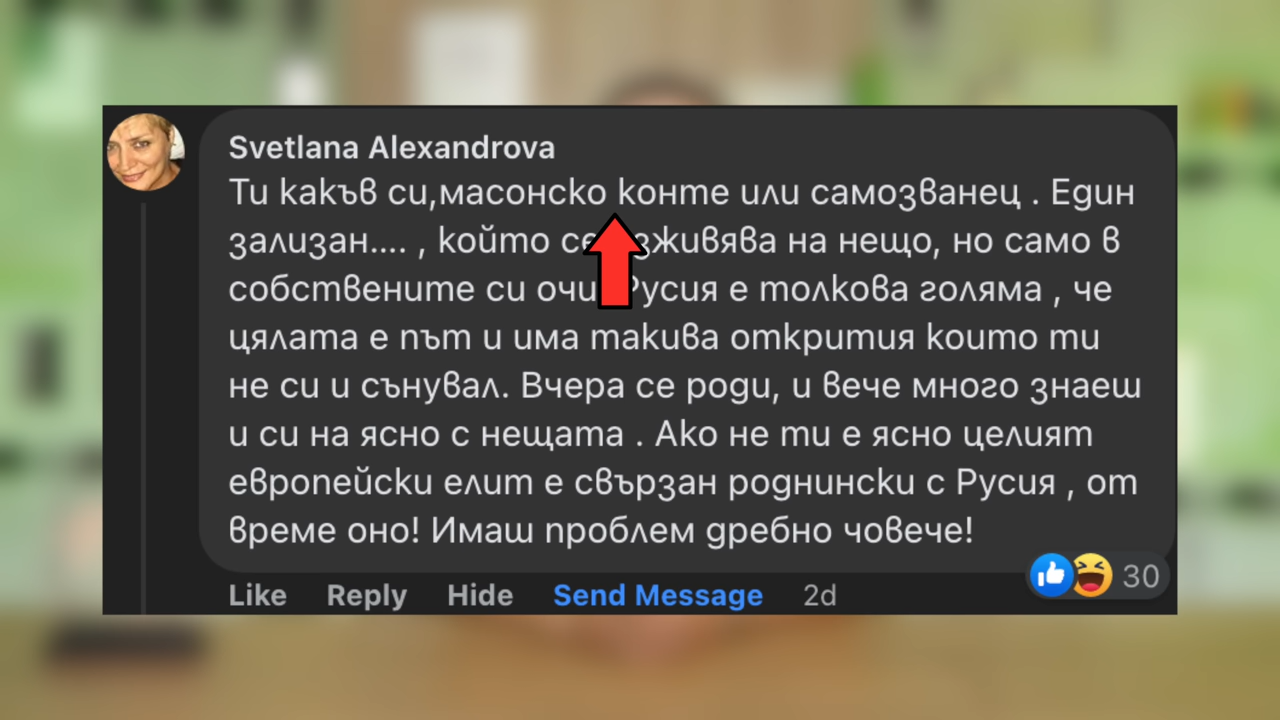 Svetlana Alexandrova
Ти какъв си,масонско конте или самозванец . Един
зализан.... , който се живява на нещо, но само в
собствените си очи Русия е толкова голяма , че
цялата е път и има такива открития които ти
не си и сънувал. Вчера се роди, и вече много знаеш
и си на ясно с нещата . Ако не ти е ясно целият
европейски елит е свързан роднински с Русия , от
време оно! Имаш проблем дребно човече!
Like Reply Hide Send Message 2d
30